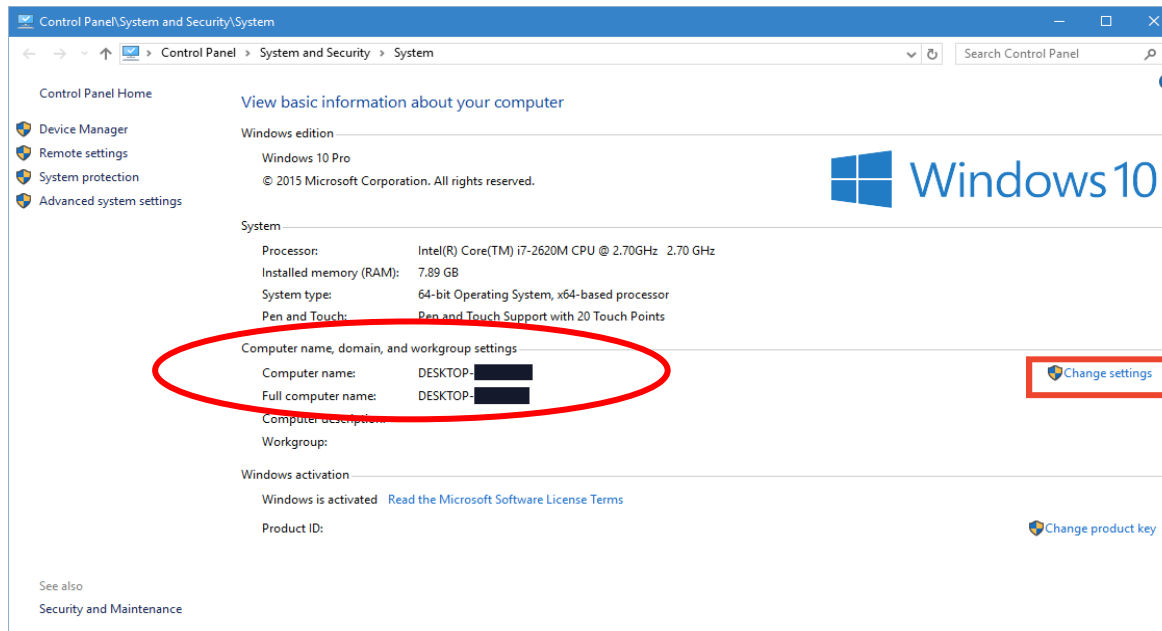 Control Panel\System and Security\System
Control Panel > System and Security > System
Search Control Panel
Control Panel Home
Device Manager
Remote settings
System protection
Advanced system settings
View basic information about your computer
Windows edition
Windows 10 Pro
© 2015 Microsoft Corporation. All rights reserved.
Windows 10
System
Processor: Intel(R) Core(TM) i7-2620M CPU @ 2.70GHz 2.70 GHz
Installed memory (RAM): 7.89 GB
System type: 64-bit Operating System, x64-based processor
Pen and Touch: Pen and Touch Support with 20 Touch Points
Computer name, domain, and workgroup settings
Computer name: DESKTOP-
Change settings
Full computer name: DESKTOP-
Computer description:
Workgroup:
Windows activation
Windows is activated Read the Microsoft Software License Terms
Product ID:
Change product key
See also
Security and Maintenance